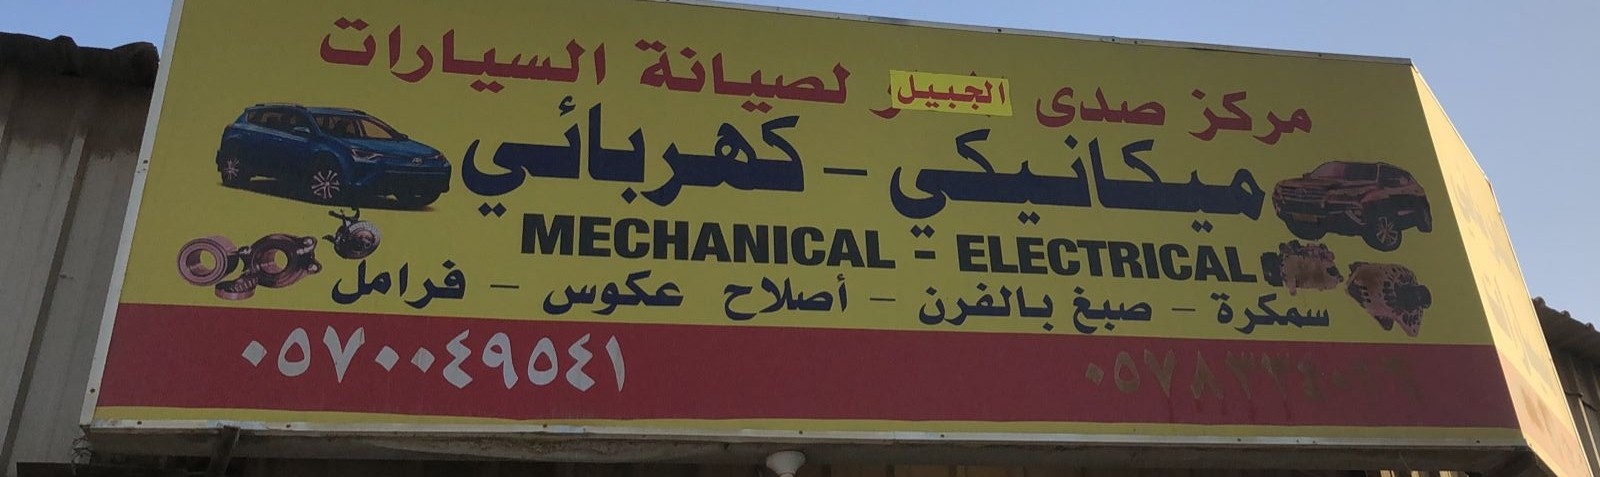 مركز صدى الجبيل لصيانة السيارات
ميكانيكي - كهربائي
MECHANICAL - ELECTRICAL
سمكرة - صبغ بالفرن - أصلاح عكوس - فرامل
٠٥٧٠٠٤٩٥٤١